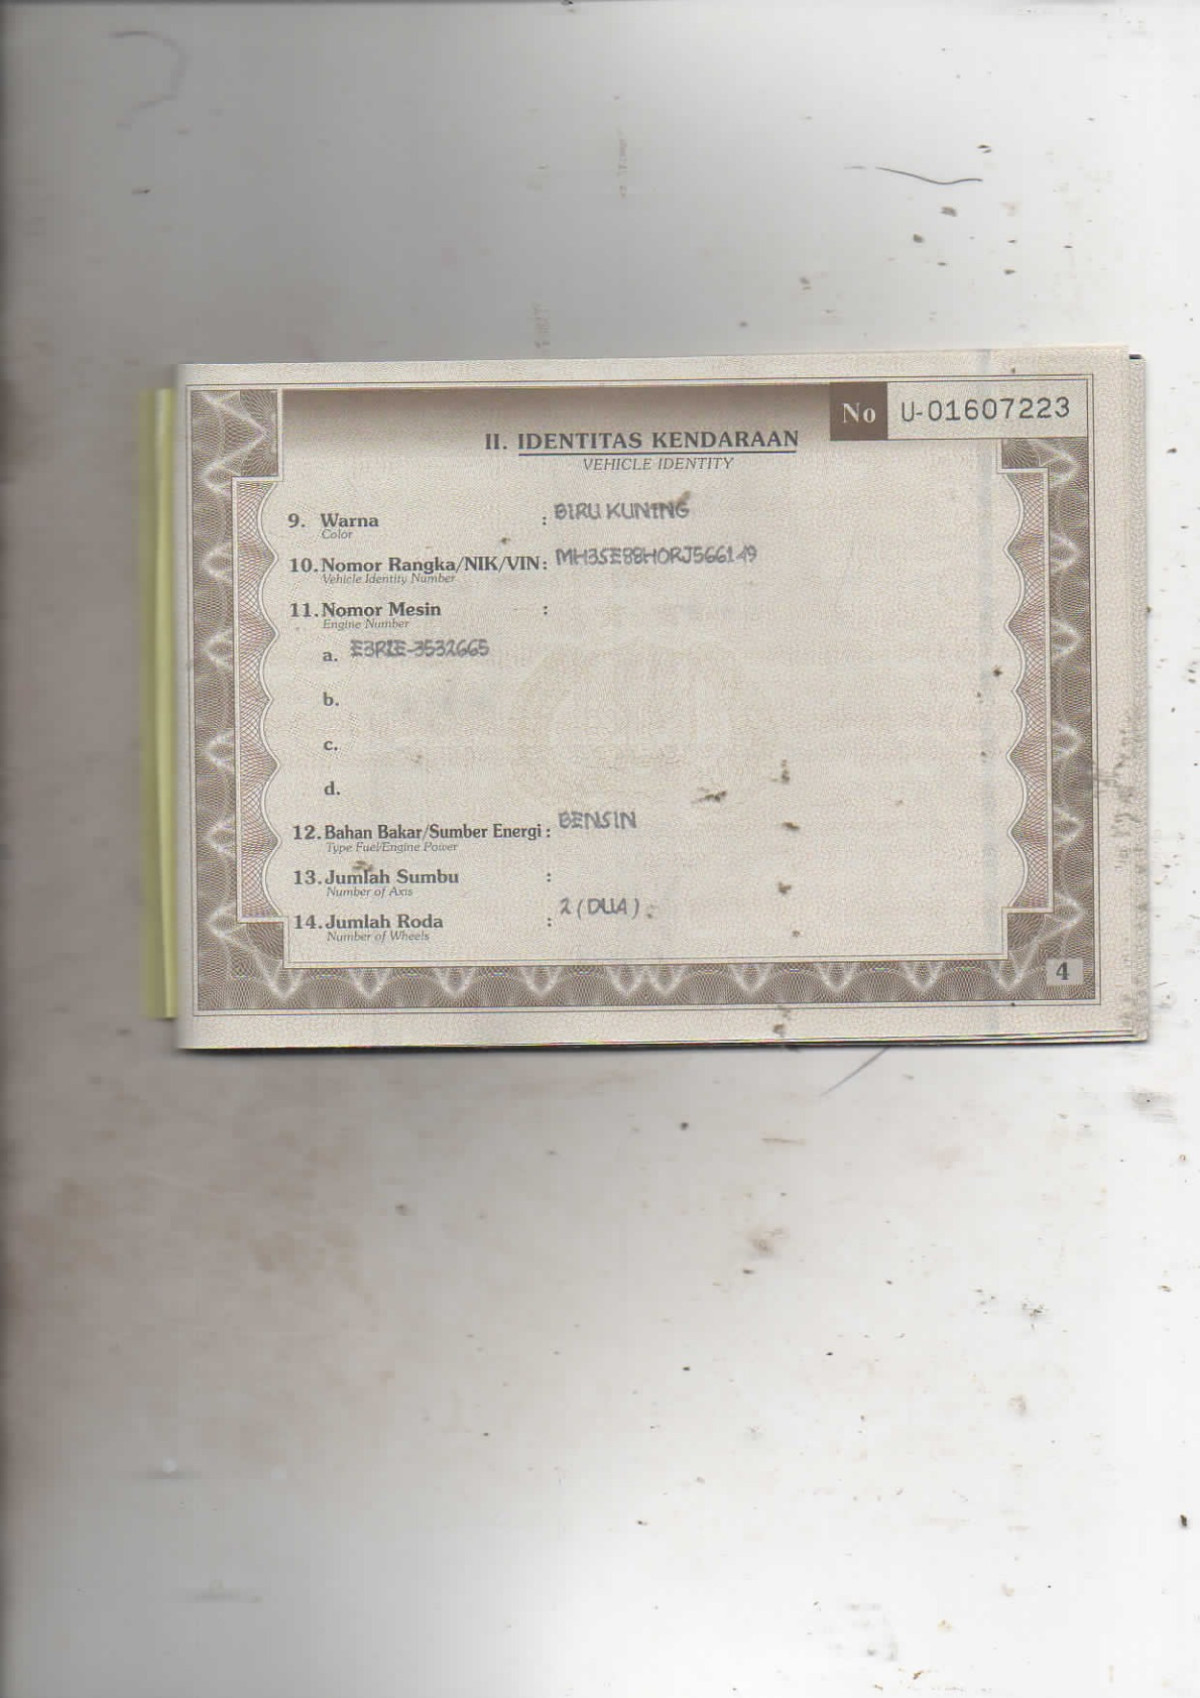 No U-01607223
II. IDENTITAS KENDARAAN
VEHICLE IDENTITY
9. Warna : BIRU KUNING
Color
10. Nomor Rangka/NIK/VIN : MH3SE88H0RJ566149
Vehicle Identity Number
11. Nomor Mesin :
Engine Number
a. E3R2E-3532665
b.
c.
d.
12. Bahan Bakar/Sumber Energi : BENSIN
Type Fuel/Engine Power
13. Jumlah Sumbu :
Number of Axis
14. Jumlah Roda : 2 (DUA)
Number of Wheels
4